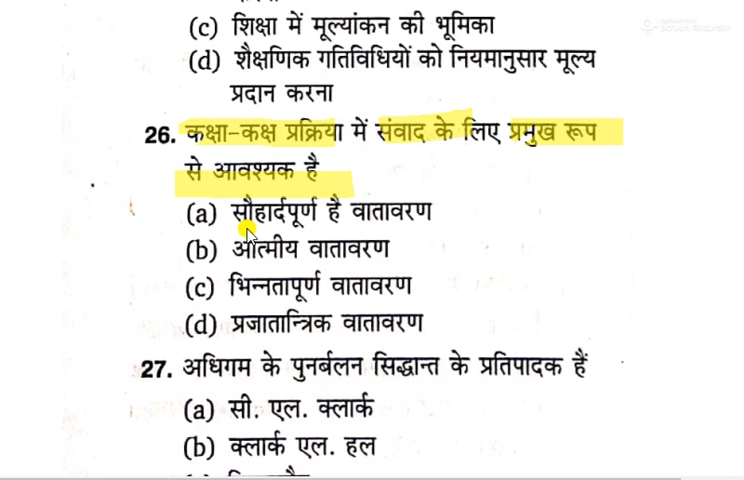 (c) शिक्षा में मूल्यांकन की भूमिका
(d) शैक्षणिक गतिविधियों को नियमानुसार मूल्य
प्रदान करना
26. कक्षा-कक्ष प्रक्रिया में संवाद के लिए प्रमुख रूप
से आवश्यक है
(a) सौहार्दपूर्ण है वातावरण
(b) आत्मीय वातावरण
(c) भिन्नतापूर्ण वातावरण
(d) प्रजातान्त्रिक वातावरण
27. अधिगम के पुनर्बलन सिद्धान्त के प्रतिपादक हैं
(a) सी. एल. क्लार्क
(b) क्लार्क एल. हल